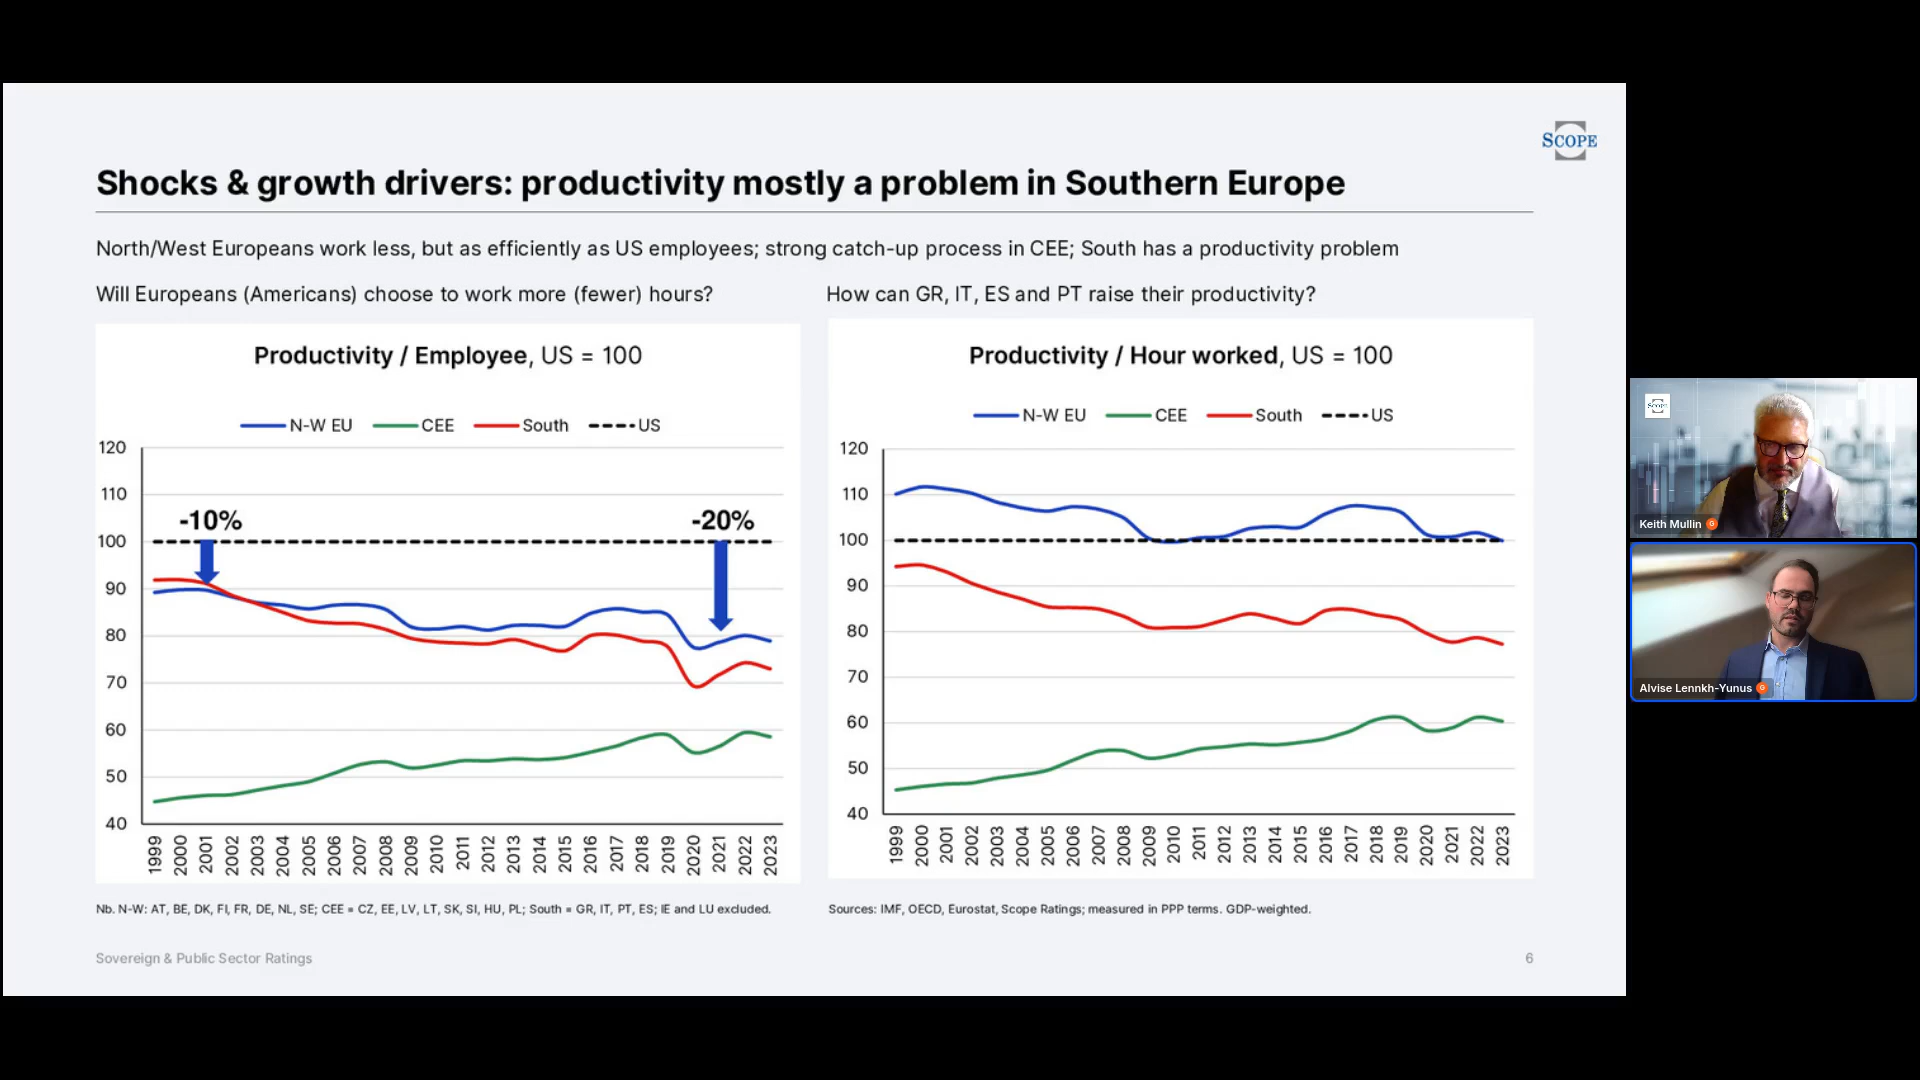 SCOPE
Shocks & growth drivers: productivity mostly a problem in Southern Europe
North/West Europeans work less, but as efficiently as US employees; strong catch-up process in CEE; South has a productivity problem
Will Europeans (Americans) choose to work more (fewer) hours?
How can GR, IT, ES and PT raise their productivity?
Productivity / Employee, US = 100
N-W EU CEE South US
120
110
100
90
80
70
60
50
40
-10%
-20%
1999 2000 2001 2002 2003 2004 2005 2006 2007 2008 2009 2010 2011 2012 2013 2014 2015 2016 2017 2018 2019 2020 2021 2022 2023
Productivity / Hour worked, US = 100
N-W EU CEE South US
120
110
100
90
80
70
60
50
40
1999 2000 2001 2002 2003 2004 2005 2006 2007 2008 2009 2010 2011 2012 2013 2014 2015 2016 2017 2018 2019 2020 2021 2022 2023
Nb. N-W: AT, BE, DK, FI, FR, DE, NL, SE; CEE = CZ, EE, LV, LT, SK, SI, HU, PL; South = GR, IT, PT, ES; IE and LU excluded.
Sources: IMF, OECD, Eurostat, Scope Ratings; measured in PPP terms. GDP-weighted.
Sovereign & Public Sector Ratings
6
SCOPE
Keith Mullin G
Alvise Lennkh-Yunus G